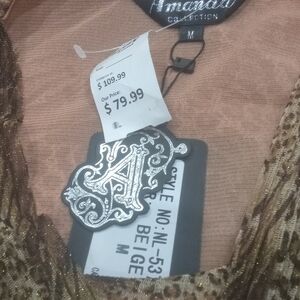 Amanda
COLLECTION
M
$ 109.99
Our Price:
$ 79.99
A
STYLE NO:NL-53
BEIGE
M